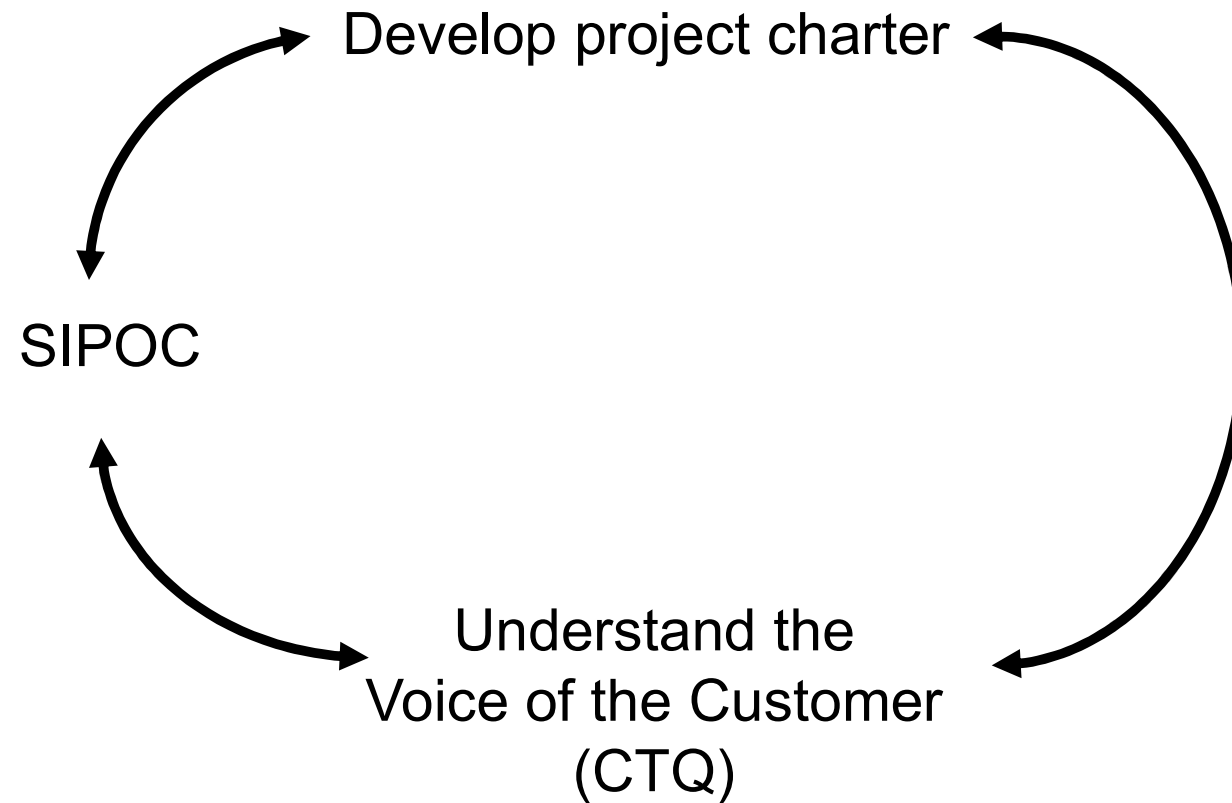 Develop project charter
SIPOC
Understand the
Voice of the Customer
(CTQ)